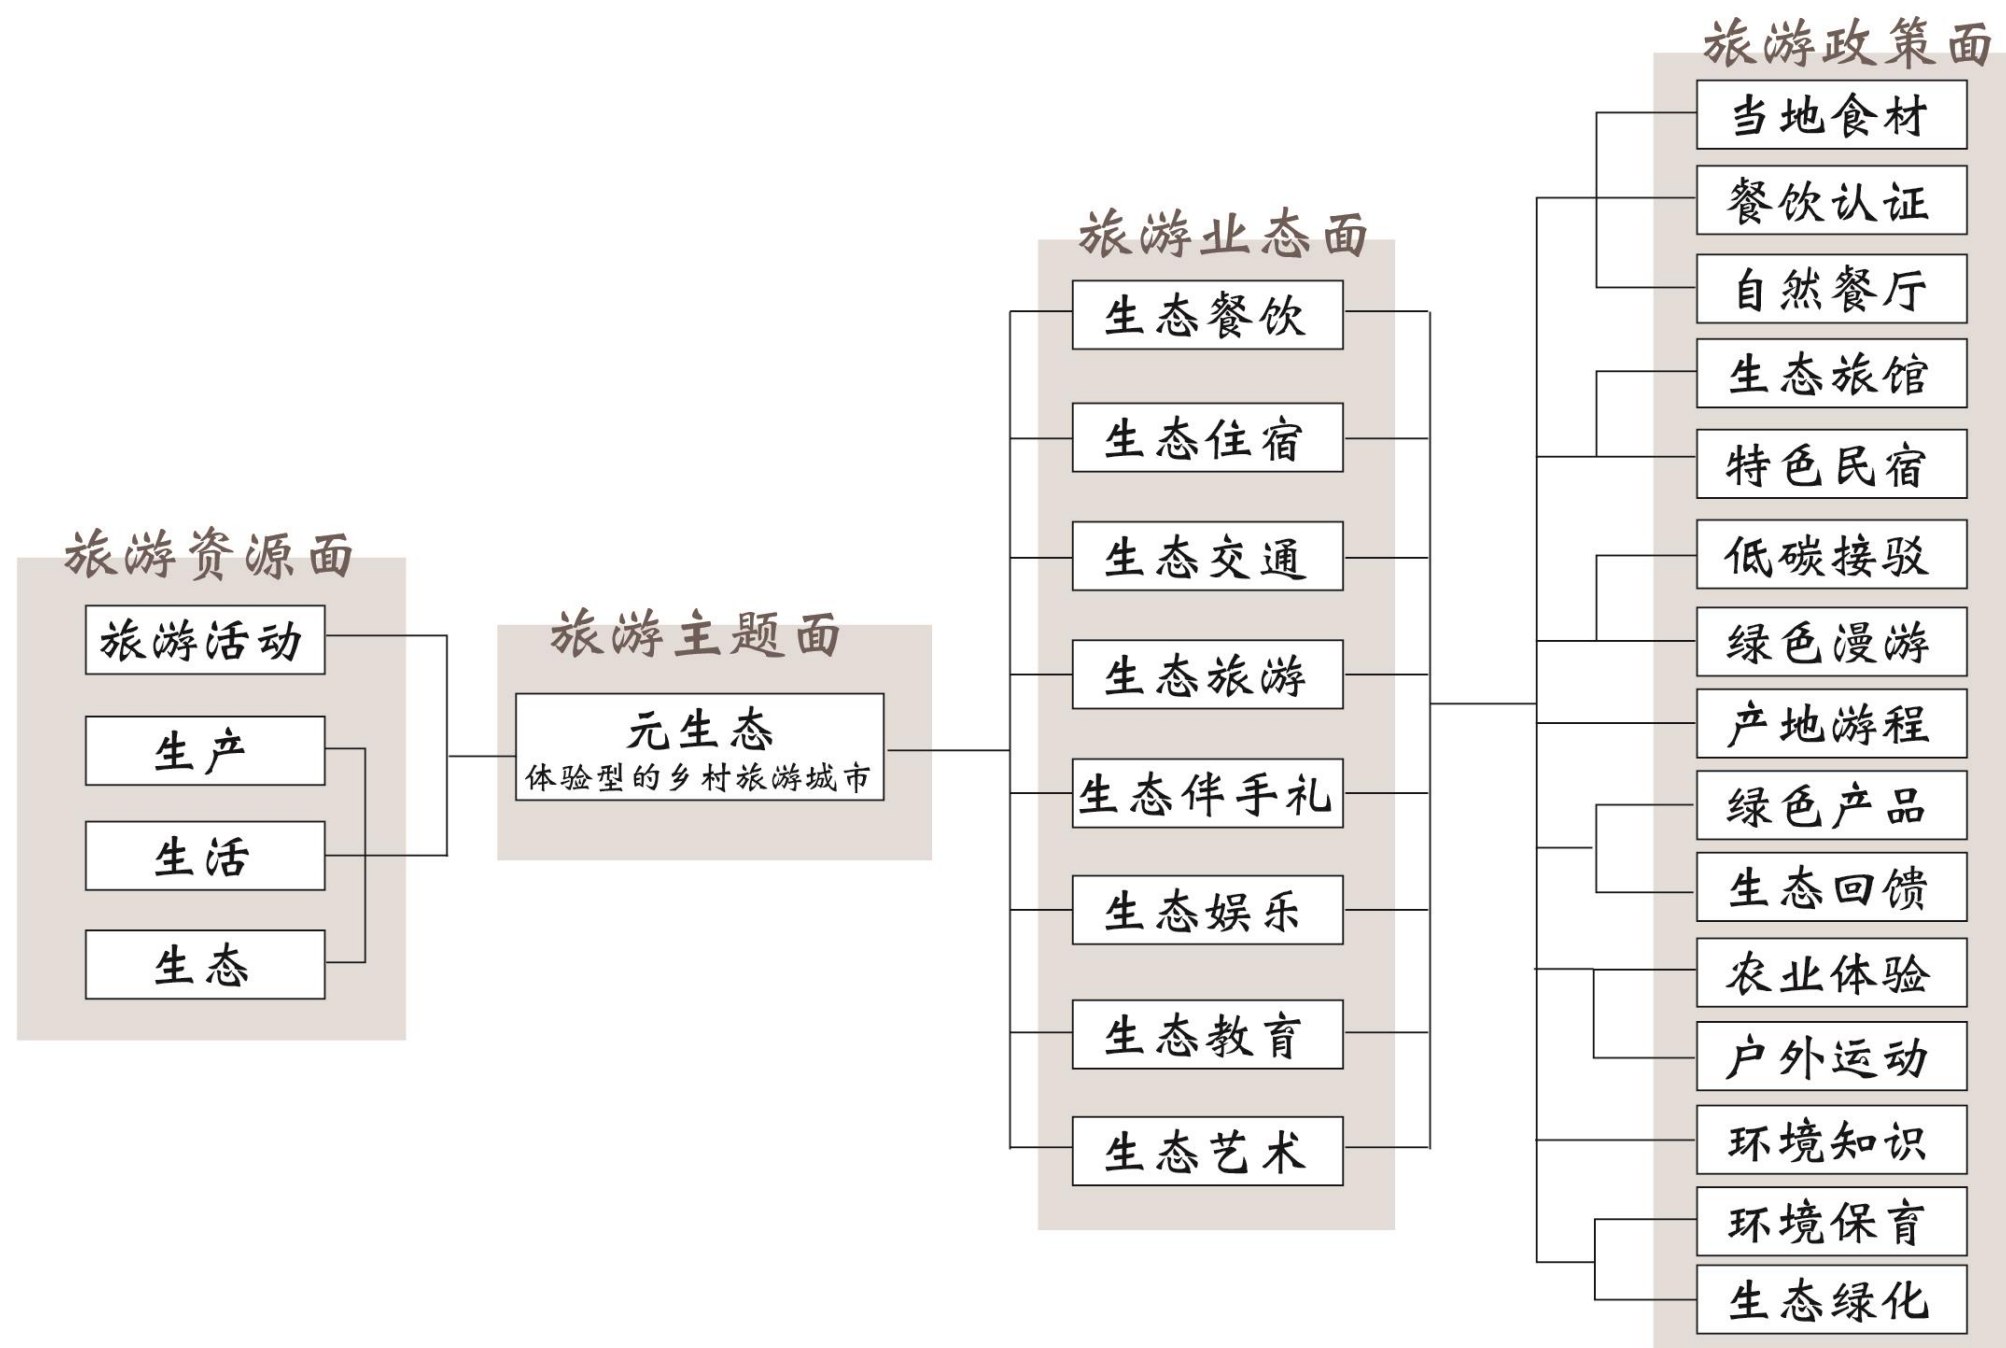 旅游资源面
旅游活动
生产
生活
生态
旅游主题面
元生态
体验型的乡村旅游城市
旅游业态面
生态餐饮
生态住宿
生态交通
生态旅游
生态伴手礼
生态娱乐
生态教育
生态艺术
旅游政策面
当地食材
餐饮认证
自然餐厅
生态旅馆
特色民宿
低碳接驳
绿色漫游
产地游程
绿色产品
生态回馈
农业体验
户外运动
环境知识
环境保育
生态绿化